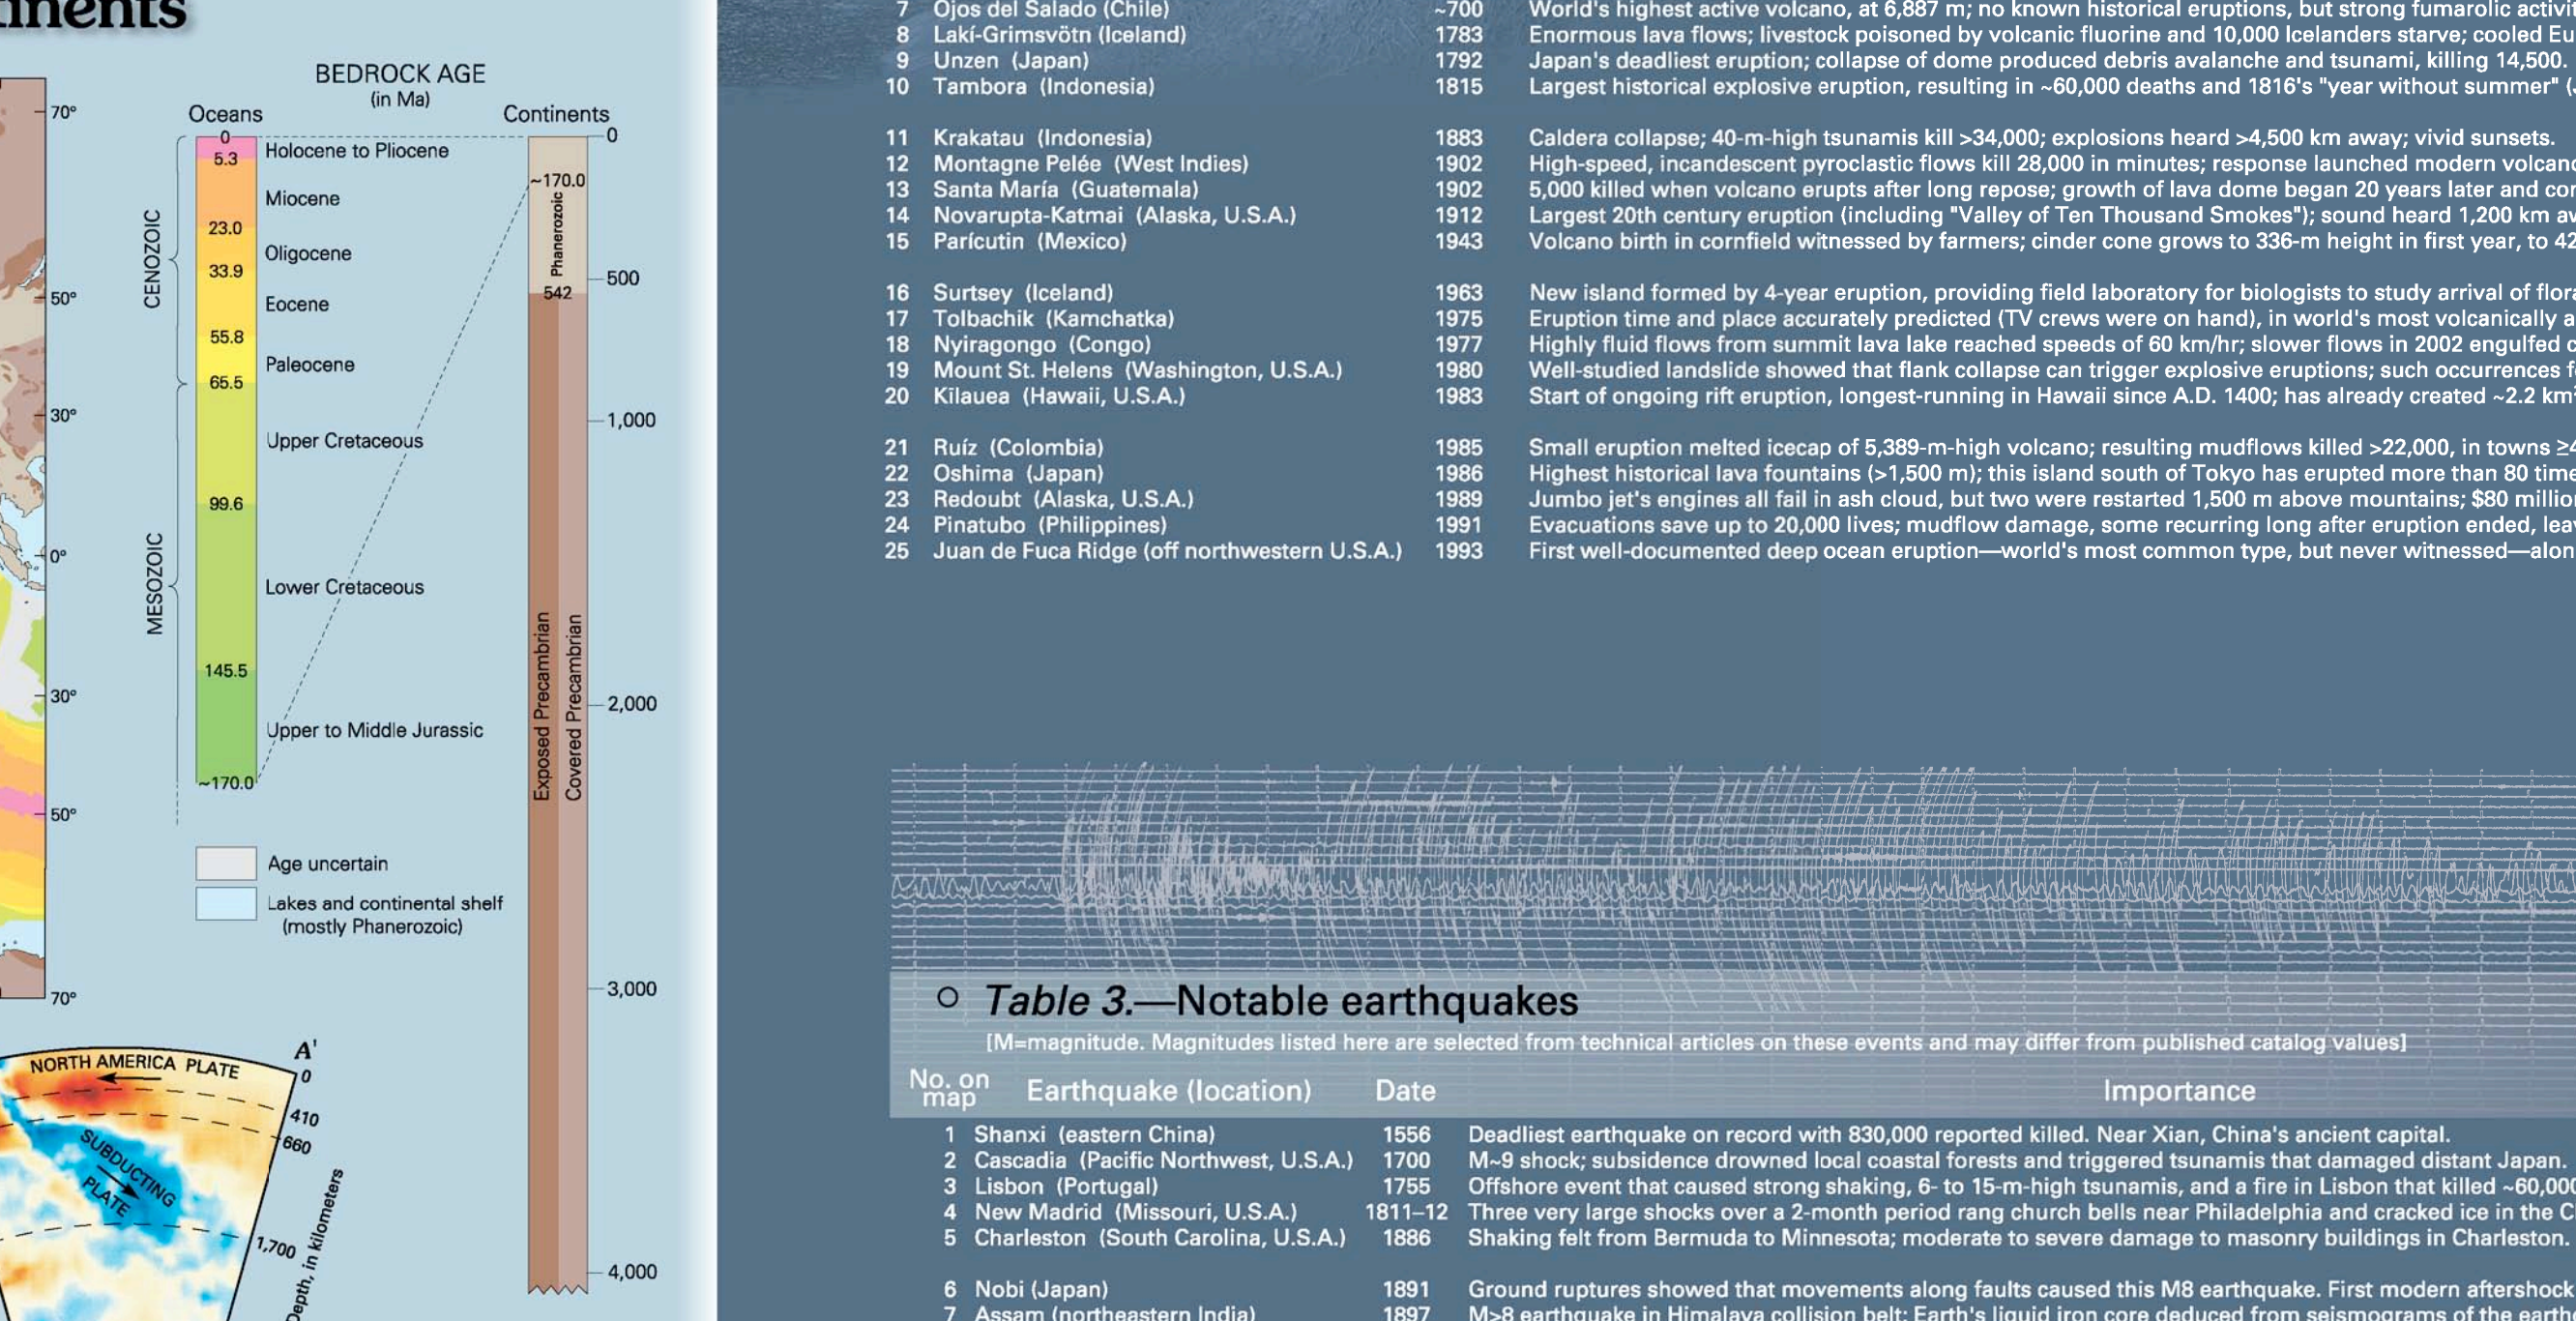 inents
70°
50°
30°
0°
30°
50°
70°
BEDROCK AGE
(in Ma)
Oceans
Continents
0
5.3
23.0
33.9
55.8
65.5
99.6
145.5
~170.0
Holocene to Pliocene
Miocene
Oligocene
Eocene
Paleocene
Upper Cretaceous
Lower Cretaceous
Upper to Middle Jurassic
CENOZOIC
MESOZOIC
~170.0
Phanerozoic
542
Exposed Precambrian
Covered Precambrian
0
500
1,000
2,000
3,000
4,000
Age uncertain
Lakes and continental shelf
(mostly Phanerozoic)
NORTH AMERICA PLATE
A'
0
410
660
1,700
SUBDUCTING
PLATE
Depth, in kilometers
7 Ojos del Salado (Chile) ~700 World's highest active volcano, at 6,887 m; no known historical eruptions, but strong fumarolic activit
8 Lakí-Grimsvötn (Iceland) 1783 Enormous lava flows; livestock poisoned by volcanic fluorine and 10,000 Icelanders starve; cooled Eu
9 Unzen (Japan) 1792 Japan's deadliest eruption; collapse of dome produced debris avalanche and tsunami, killing 14,500.
10 Tambora (Indonesia) 1815 Largest historical explosive eruption, resulting in ~60,000 deaths and 1816's "year without summer" (
11 Krakatau (Indonesia) 1883 Caldera collapse; 40-m-high tsunamis kill >34,000; explosions heard >4,500 km away; vivid sunsets.
12 Montagne Pelée (West Indies) 1902 High-speed, incandescent pyroclastic flows kill 28,000 in minutes; response launched modern volcano
13 Santa María (Guatemala) 1902 5,000 killed when volcano erupts after long repose; growth of lava dome began 20 years later and con
14 Novarupta-Katmai (Alaska, U.S.A.) 1912 Largest 20th century eruption (including "Valley of Ten Thousand Smokes"); sound heard 1,200 km aw
15 Parícutin (Mexico) 1943 Volcano birth in cornfield witnessed by farmers; cinder cone grows to 336-m height in first year, to 42
16 Surtsey (Iceland) 1963 New island formed by 4-year eruption, providing field laboratory for biologists to study arrival of flora
17 Tolbachik (Kamchatka) 1975 Eruption time and place accurately predicted (TV crews were on hand), in world's most volcanically a
18 Nyiragongo (Congo) 1977 Highly fluid flows from summit lava lake reached speeds of 60 km/hr; slower flows in 2002 engulfed c
19 Mount St. Helens (Washington, U.S.A.) 1980 Well-studied landslide showed that flank collapse can trigger explosive eruptions; such occurrences f
20 Kilauea (Hawaii, U.S.A.) 1983 Start of ongoing rift eruption, longest-running in Hawaii since A.D. 1400; has already created ~2.2 km
21 Ruíz (Colombia) 1985 Small eruption melted icecap of 5,389-m-high volcano; resulting mudflows killed >22,000, in towns ≥4
22 Oshima (Japan) 1986 Highest historical lava fountains (>1,500 m); this island south of Tokyo has erupted more than 80 time
23 Redoubt (Alaska, U.S.A.) 1989 Jumbo jet's engines all fail in ash cloud, but two were restarted 1,500 m above mountains; $80 millio
24 Pinatubo (Philippines) 1991 Evacuations save up to 20,000 lives; mudflow damage, some recurring long after eruption ended, lea
25 Juan de Fuca Ridge (off northwestern U.S.A.) 1993 First well-documented deep ocean eruption—world's most common type, but never witnessed—alon
Table 3.—Notable earthquakes
[M=magnitude. Magnitudes listed here are selected from technical articles on these events and may differ from published catalog values]
No. on map Earthquake (location) Date Importance
1 Shanxi (eastern China) 1556 Deadliest earthquake on record with 830,000 reported killed. Near Xian, China's ancient capital.
2 Cascadia (Pacific Northwest, U.S.A.) 1700 M~9 shock; subsidence drowned local coastal forests and triggered tsunamis that damaged distant Japan.
3 Lisbon (Portugal) 1755 Offshore event that caused strong shaking, 6- to 15-m-high tsunamis, and a fire in Lisbon that killed ~60,000
4 New Madrid (Missouri, U.S.A.) 1811–12 Three very large shocks over a 2-month period rang church bells near Philadelphia and cracked ice in the C
5 Charleston (South Carolina, U.S.A.) 1886 Shaking felt from Bermuda to Minnesota; moderate to severe damage to masonry buildings in Charleston.
6 Nobi (Japan) 1891 Ground ruptures showed that movements along faults caused this M8 earthquake. First modern aftershock
7 Assam (northeastern India) 1897 M>8 earthquake in Himalaya collision belt; Earth's liquid iron core deduced from seismograms of the earth